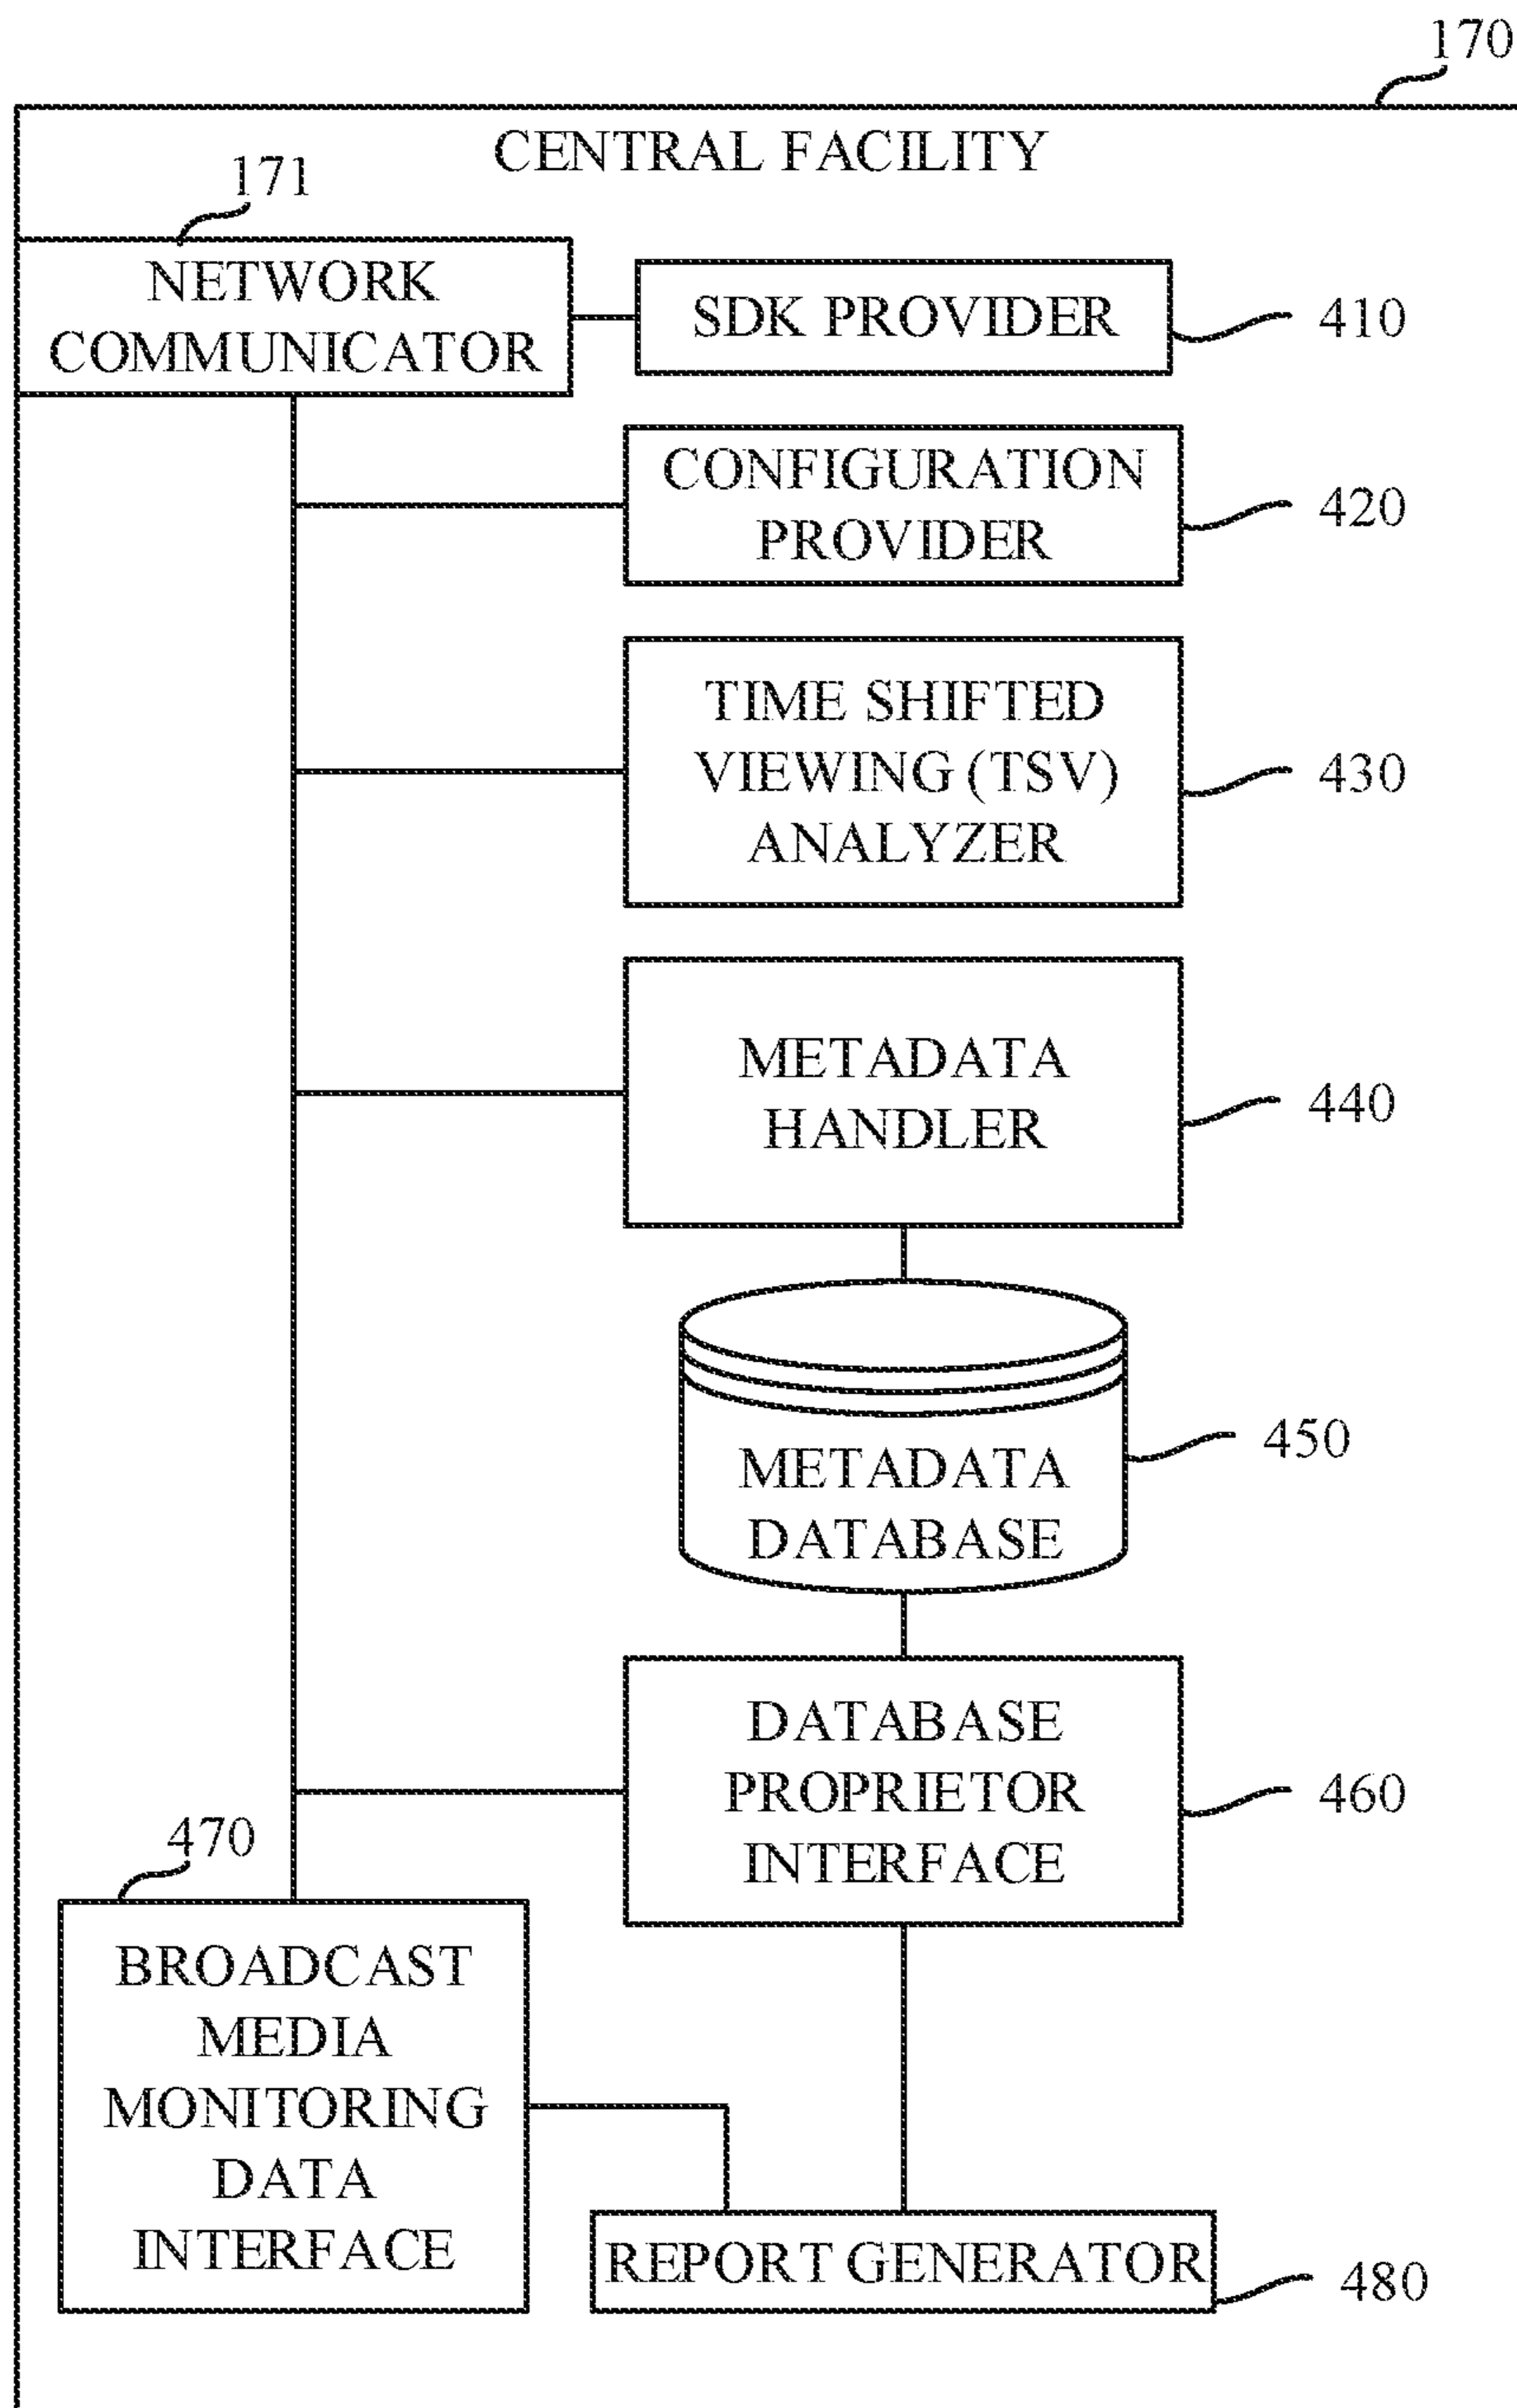 170
CENTRAL FACILITY
171
NETWORK
COMMUNICATOR
SDK PROVIDER
410
CONFIGURATION
PROVIDER
420
TIME SHIFTED
VIEWING (TSV)
ANALYZER
430
METADATA
HANDLER
440
METADATA
DATABASE
450
DATABASE
PROPRIETOR
INTERFACE
460
470
BROADCAST
MEDIA
MONITORING
DATA
INTERFACE
REPORT GENERATOR
480